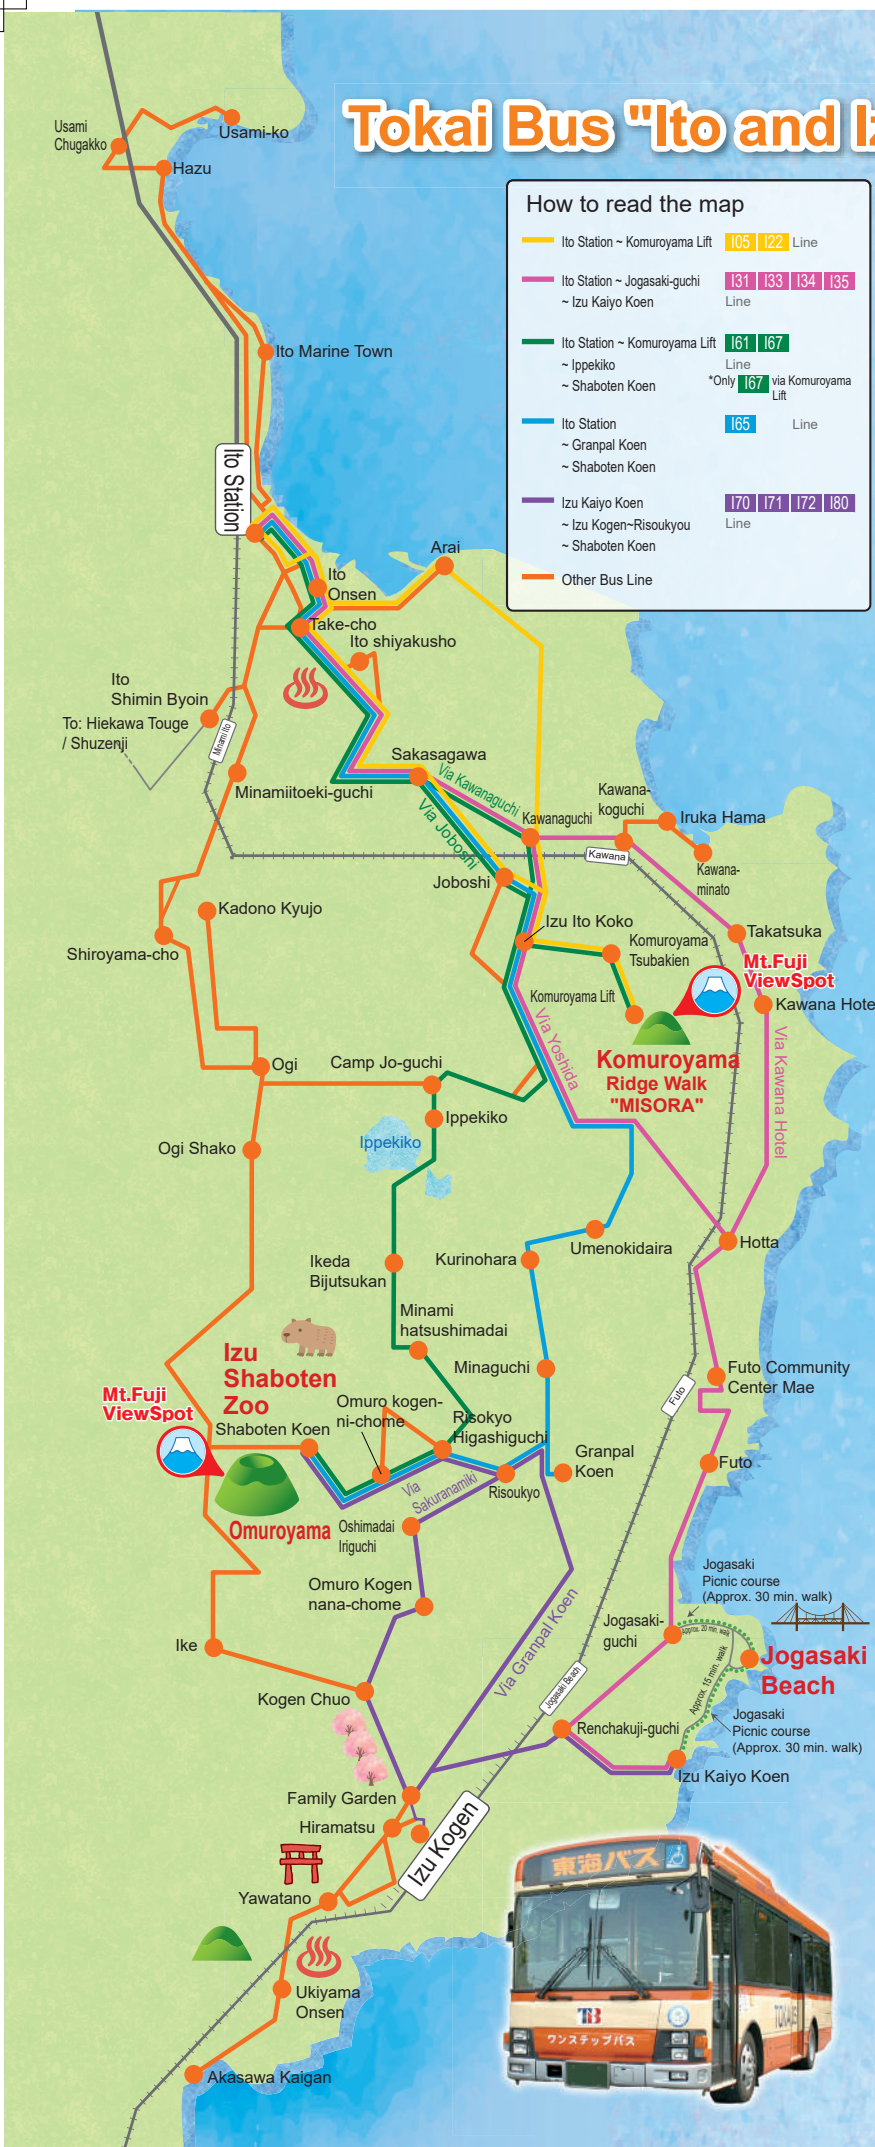 Tokai Bus "Ito and Iz
How to read the map
Ito Station ~ Komuroyama Lift I05 I22 Line
Ito Station ~ Jogasaki-guchi I31 I33 I34 I35
~ Izu Kaiyo Koen Line
Ito Station ~ Komuroyama Lift I61 I67
~ Ippekiko Line
~ Shaboten Koen *Only I67 via Komuroyama
Lift
Ito Station I65 Line
~ Granpal Koen
~ Shaboten Koen
Izu Kaiyo Koen I70 I71 I72 I80
~ Izu Kogen~Risoukyou Line
~ Shaboten Koen
Other Bus Line
Usami
Chugakko
Usami-ko
Hazu
Ito Marine Town
Ito Station
Arai
Ito
Onsen
Take-cho
Ito shiyakusho
Ito
Shimin Byoin
To: Hiekawa Touge
/ Shuzenji
Minami Ito
Minamiitoeki-guchi
Sakasagawa
Via Kawanaguchi
Via Joboshi
Kawanaguchi
Kawana-
koguchi
Iruka Hama
Kawana
Kawana-
minato
Joboshi
Kadono Kyujo
Shiroyama-cho
Izu Ito Koko
Komuroyama
Tsubakien
Takatsuka
Mt.Fuji
ViewSpot
Komuroyama Lift
Kawana Hote
Via Yoshida
Komuroyama
Ridge Walk
"MISORA"
Via Kawana Hotel
Ogi
Camp Jo-guchi
Ippekiko
Ippekiko
Ogi Shako
Umenokidaira
Hotta
Ikeda
Bijutsukan
Kurinohara
Minami
hatsushimadai
Minaguchi
Futo Community
Center Mae
Futo
Izu
Shaboten
Zoo
Mt.Fuji
ViewSpot
Shaboten Koen
Omuro kogen-
ni-chome
Risokyo
Higashiguchi
Granpal
Koen
Futo
Via
Sakuranamiki
Risoukyo
Omuroyama
Oshimadai
Iriguchi
Omuro Kogen
nana-chome
Via Granpal Koen
Jogasaki
Picnic course
(Approx. 30 min. walk)
Jogasaki-
guchi
Approx. 20 min. walk
Approx. 15 min. walk
Jogasaki
Beach
Ike
Kogen Chuo
Jogasaki Beach
Renchakuji-guchi
Jogasaki
Picnic course
(Approx. 30 min. walk)
Izu Kaiyo Koen
Family Garden
Hiramatsu
Izu Kogen
Yawatano
Ukiyama
Onsen
Akasawa Kaigan
東海バス
TB
ワンステップバス
TOKAI